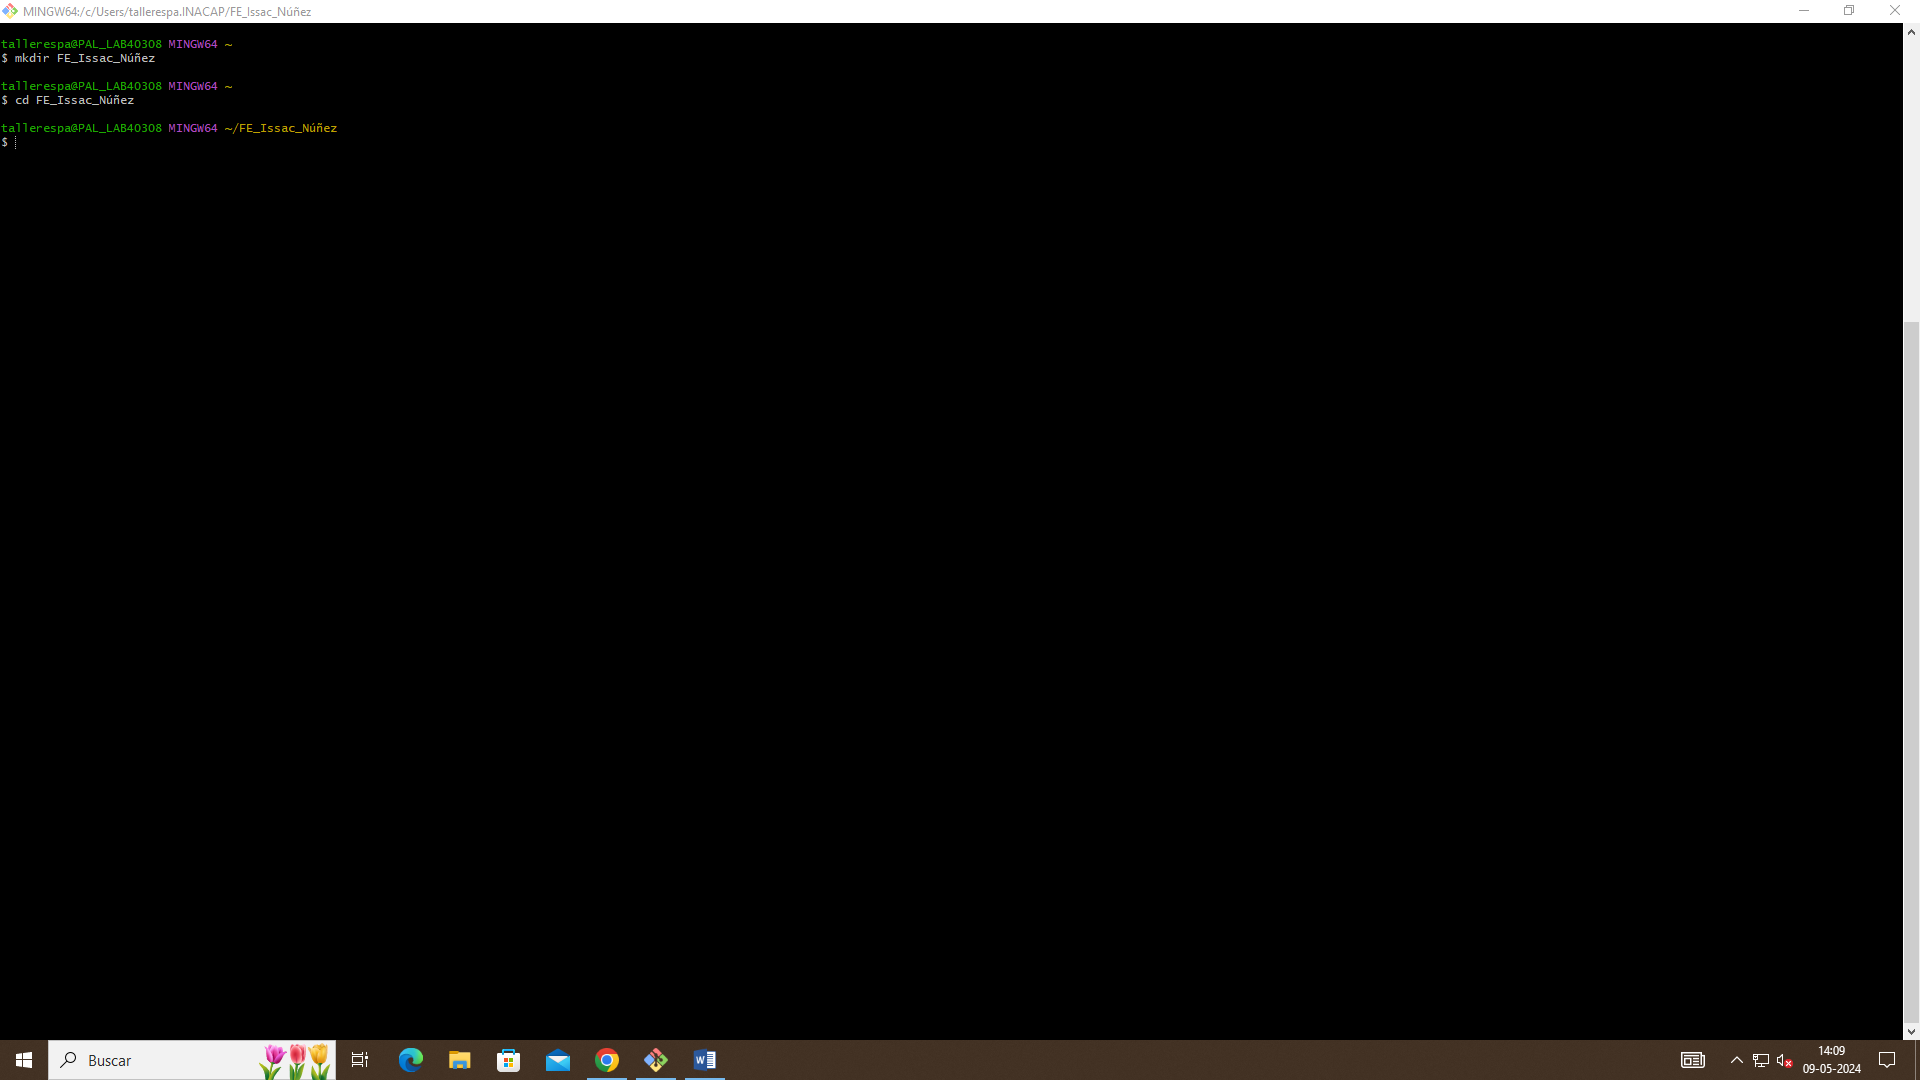 MINGW64:/c/Users/tallerespa.INACAP/FE_Issac_Núñez
tallerespa@PAL_LAB40308 MINGW64 ~
$ mkdir FE_Issac_Núñez
tallerespa@PAL_LAB40308 MINGW64 ~
$ cd FE_Issac_Núñez
tallerespa@PAL_LAB40308 MINGW64 ~/FE_Issac_Núñez
$
Buscar
14:09
09-05-2024